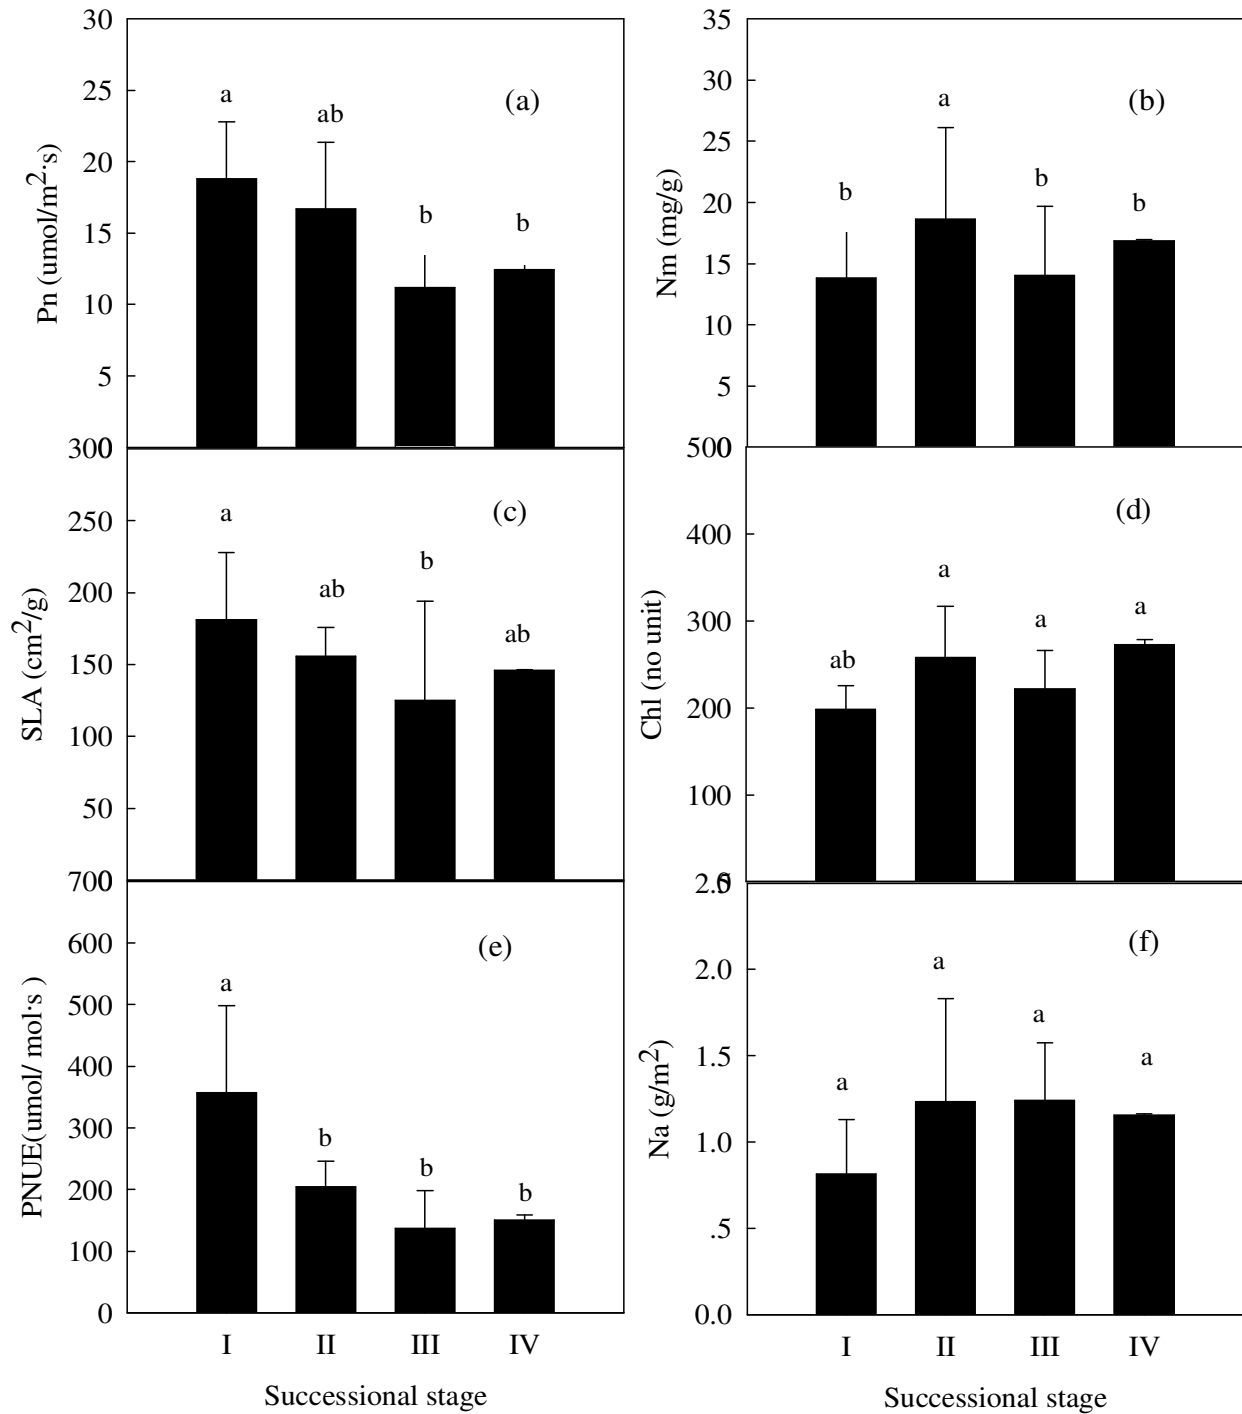 30
25
20
15
10
5
300
Pn (umol/m2·s)
a
ab
b
b
(a)
35
30
25
20
15
10
5
500
Nm (mg/g)
b
a
b
b
(b)
250
200
150
100
50
700
SLA (cm2/g)
a
ab
b
ab
(c)
400
300
200
100
2.5
Chl (no unit)
ab
a
a
a
(d)
600
500
400
300
200
100
0
PNUE(umol/ mol·s )
a
b
b
b
(e)
I II III IV
Successional stage
2.0
1.5
1.0
.5
0.0
Na (g/m2)
a
a
a
a
(f)
I II III IV
Successional stage